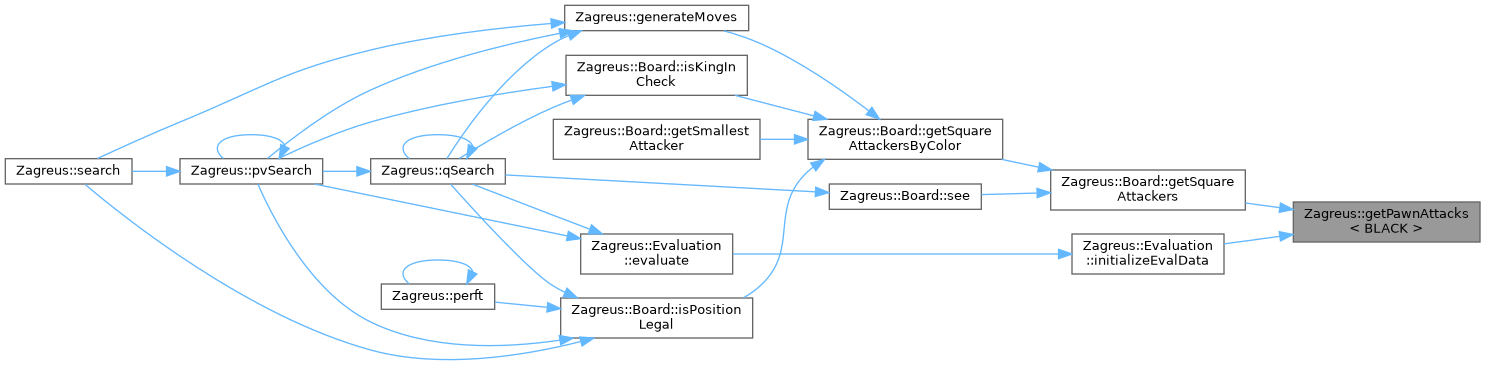 Zagreus::generateMoves
Zagreus::Board::isKingIn
Check
Zagreus::Board::getSmallest
Attacker
Zagreus::Board::getSquare
AttackersByColor
Zagreus::search
Zagreus::pvSearch
Zagreus::qSearch
Zagreus::Board::see
Zagreus::Board::getSquare
Attackers
Zagreus::getPawnAttacks
< BLACK >
Zagreus::Evaluation
::evaluate
Zagreus::Evaluation
::initializeEvalData
Zagreus::perft
Zagreus::Board::isPosition
Legal